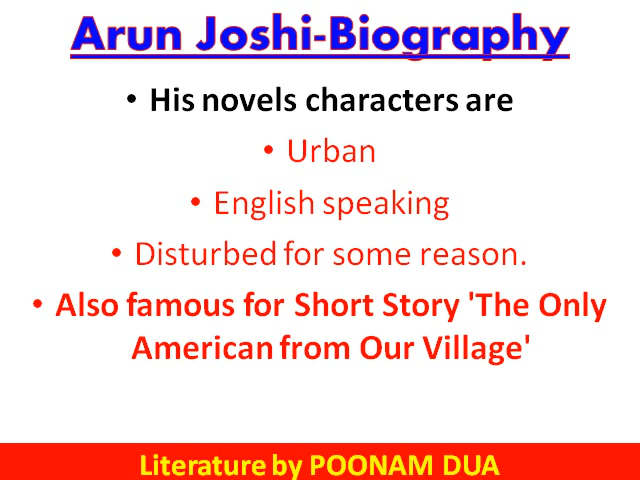 Arun Joshi-Biography
• His novels characters are
• Urban
• English speaking
• Disturbed for some reason.
• Also famous for Short Story 'The Only
American from Our Village'
Literature by POONAM DUA